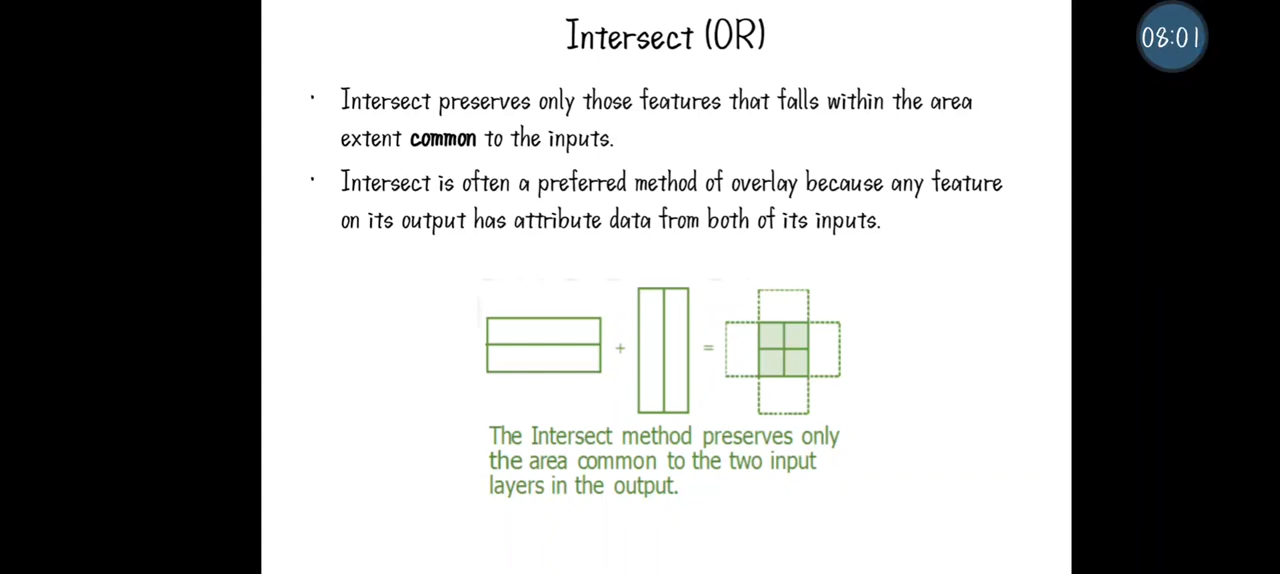 Intersect (OR)
08:01
· Intersect preserves only those features that falls within the area
extent common to the inputs.
· Intersect is often a preferred method of overlay because any feature
on its output has attribute data from both of its inputs.
+ =
The Intersect method preserves only
the area common to the two input
layers in the output.